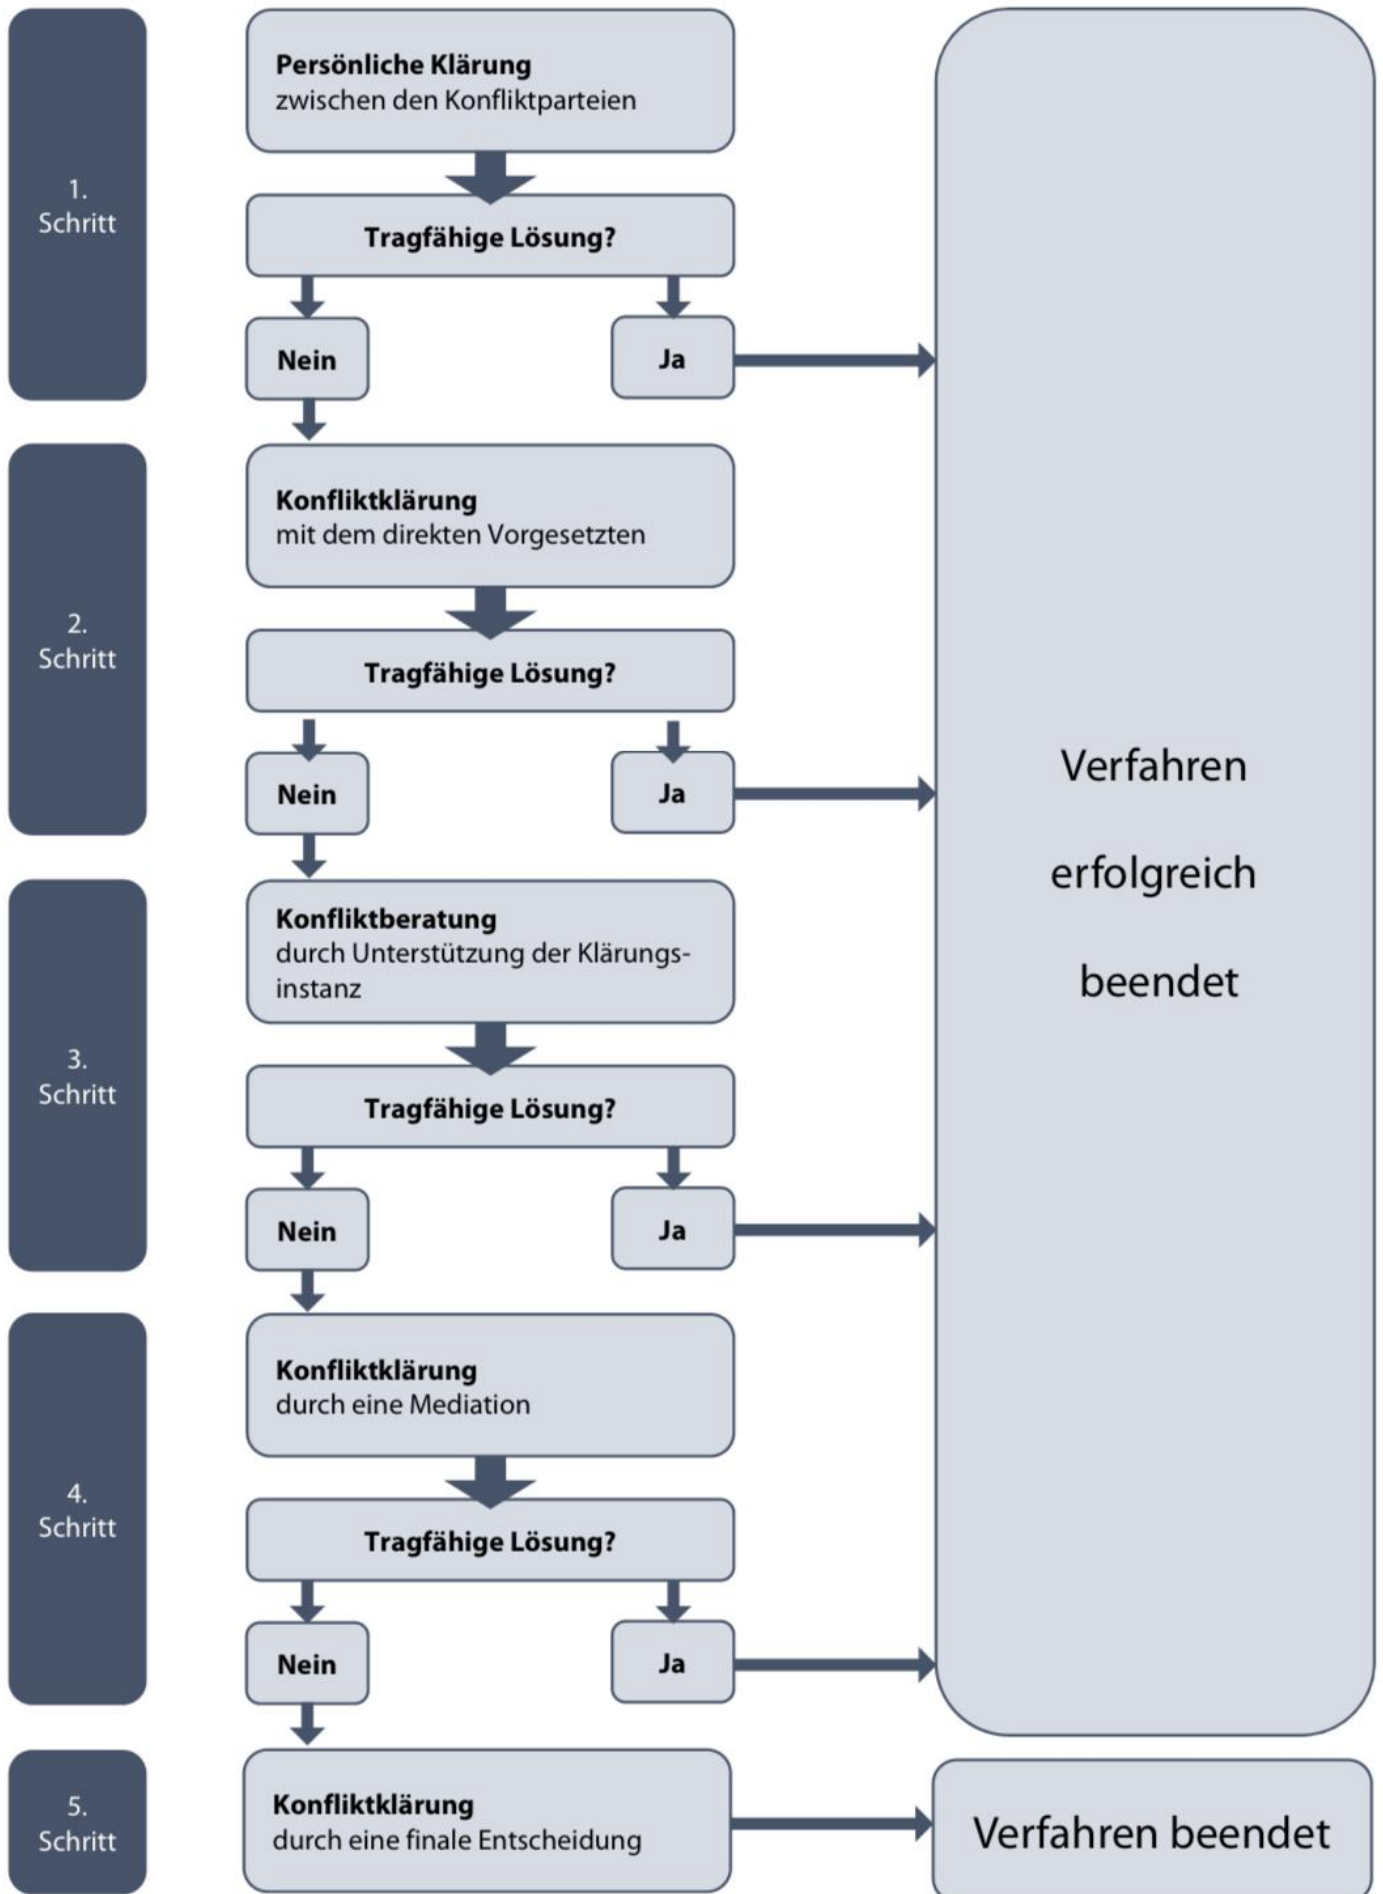 1.
Schritt
Persönliche Klärung
zwischen den Konfliktparteien
Tragfähige Lösung?
Nein
Ja
2.
Schritt
Konfliktklärung
mit dem direkten Vorgesetzten
Tragfähige Lösung?
Nein
Ja
3.
Schritt
Konfliktberatung
durch Unterstützung der Klärungs-
instanz
Tragfähige Lösung?
Nein
Ja
4.
Schritt
Konfliktklärung
durch eine Mediation
Tragfähige Lösung?
Nein
Ja
Verfahren
erfolgreich
beendet
5.
Schritt
Konfliktklärung
durch eine finale Entscheidung
Verfahren beendet